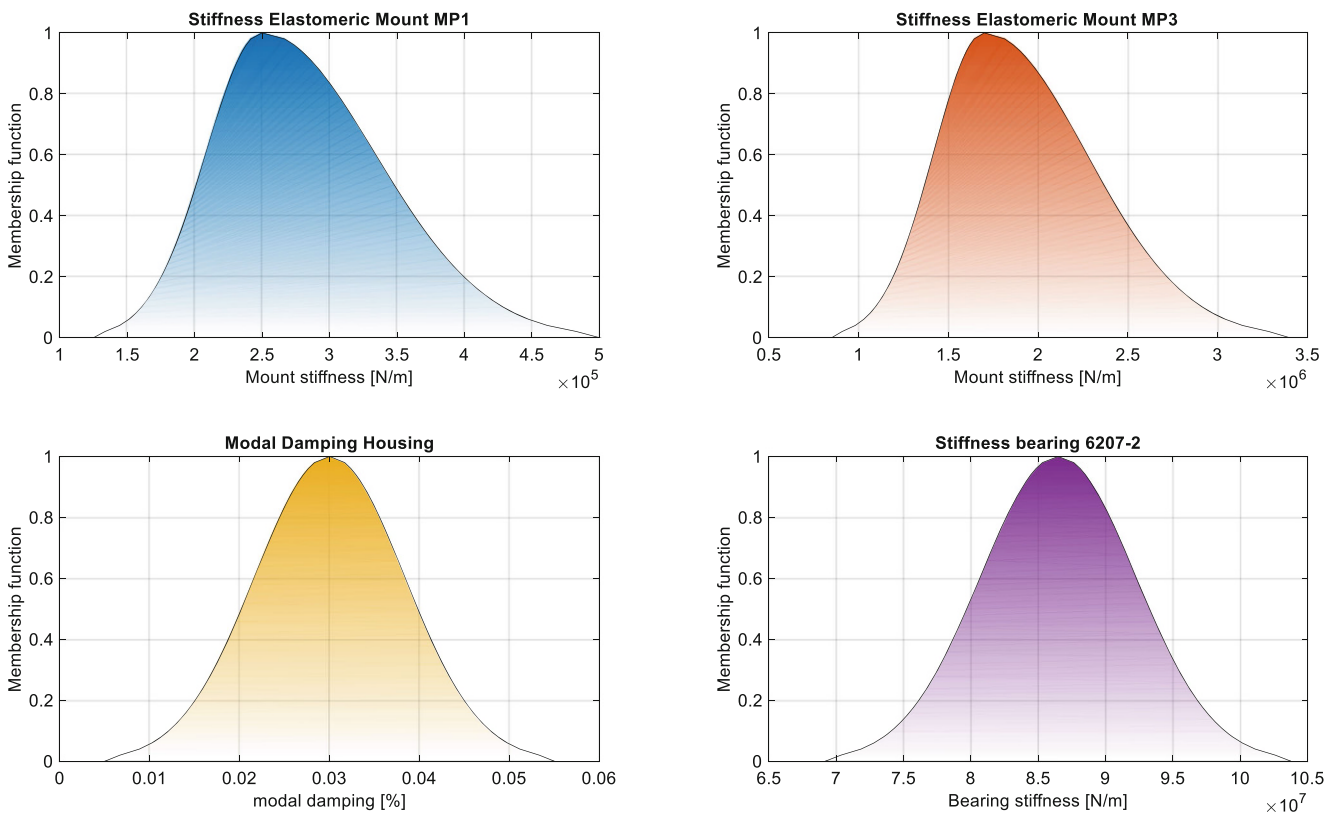 Stiffness Elastomeric Mount MP1
Membership function
1
0.8
0.6
0.4
0.2
0
1 1.5 2 2.5 3 3.5 4 4.5 5
Mount stiffness [N/m]
×10^5
Stiffness Elastomeric Mount MP3
Membership function
1
0.8
0.6
0.4
0.2
0
0.5 1 1.5 2 2.5 3 3.5
Mount stiffness [N/m]
×10^6
Modal Damping Housing
Membership function
1
0.8
0.6
0.4
0.2
0
0 0.01 0.02 0.03 0.04 0.05 0.06
modal damping [%]
Stiffness bearing 6207-2
Membership function
1
0.8
0.6
0.4
0.2
0
6.5 7 7.5 8 8.5 9 9.5 10 10.5
Bearing stiffness [N/m]
×10^7